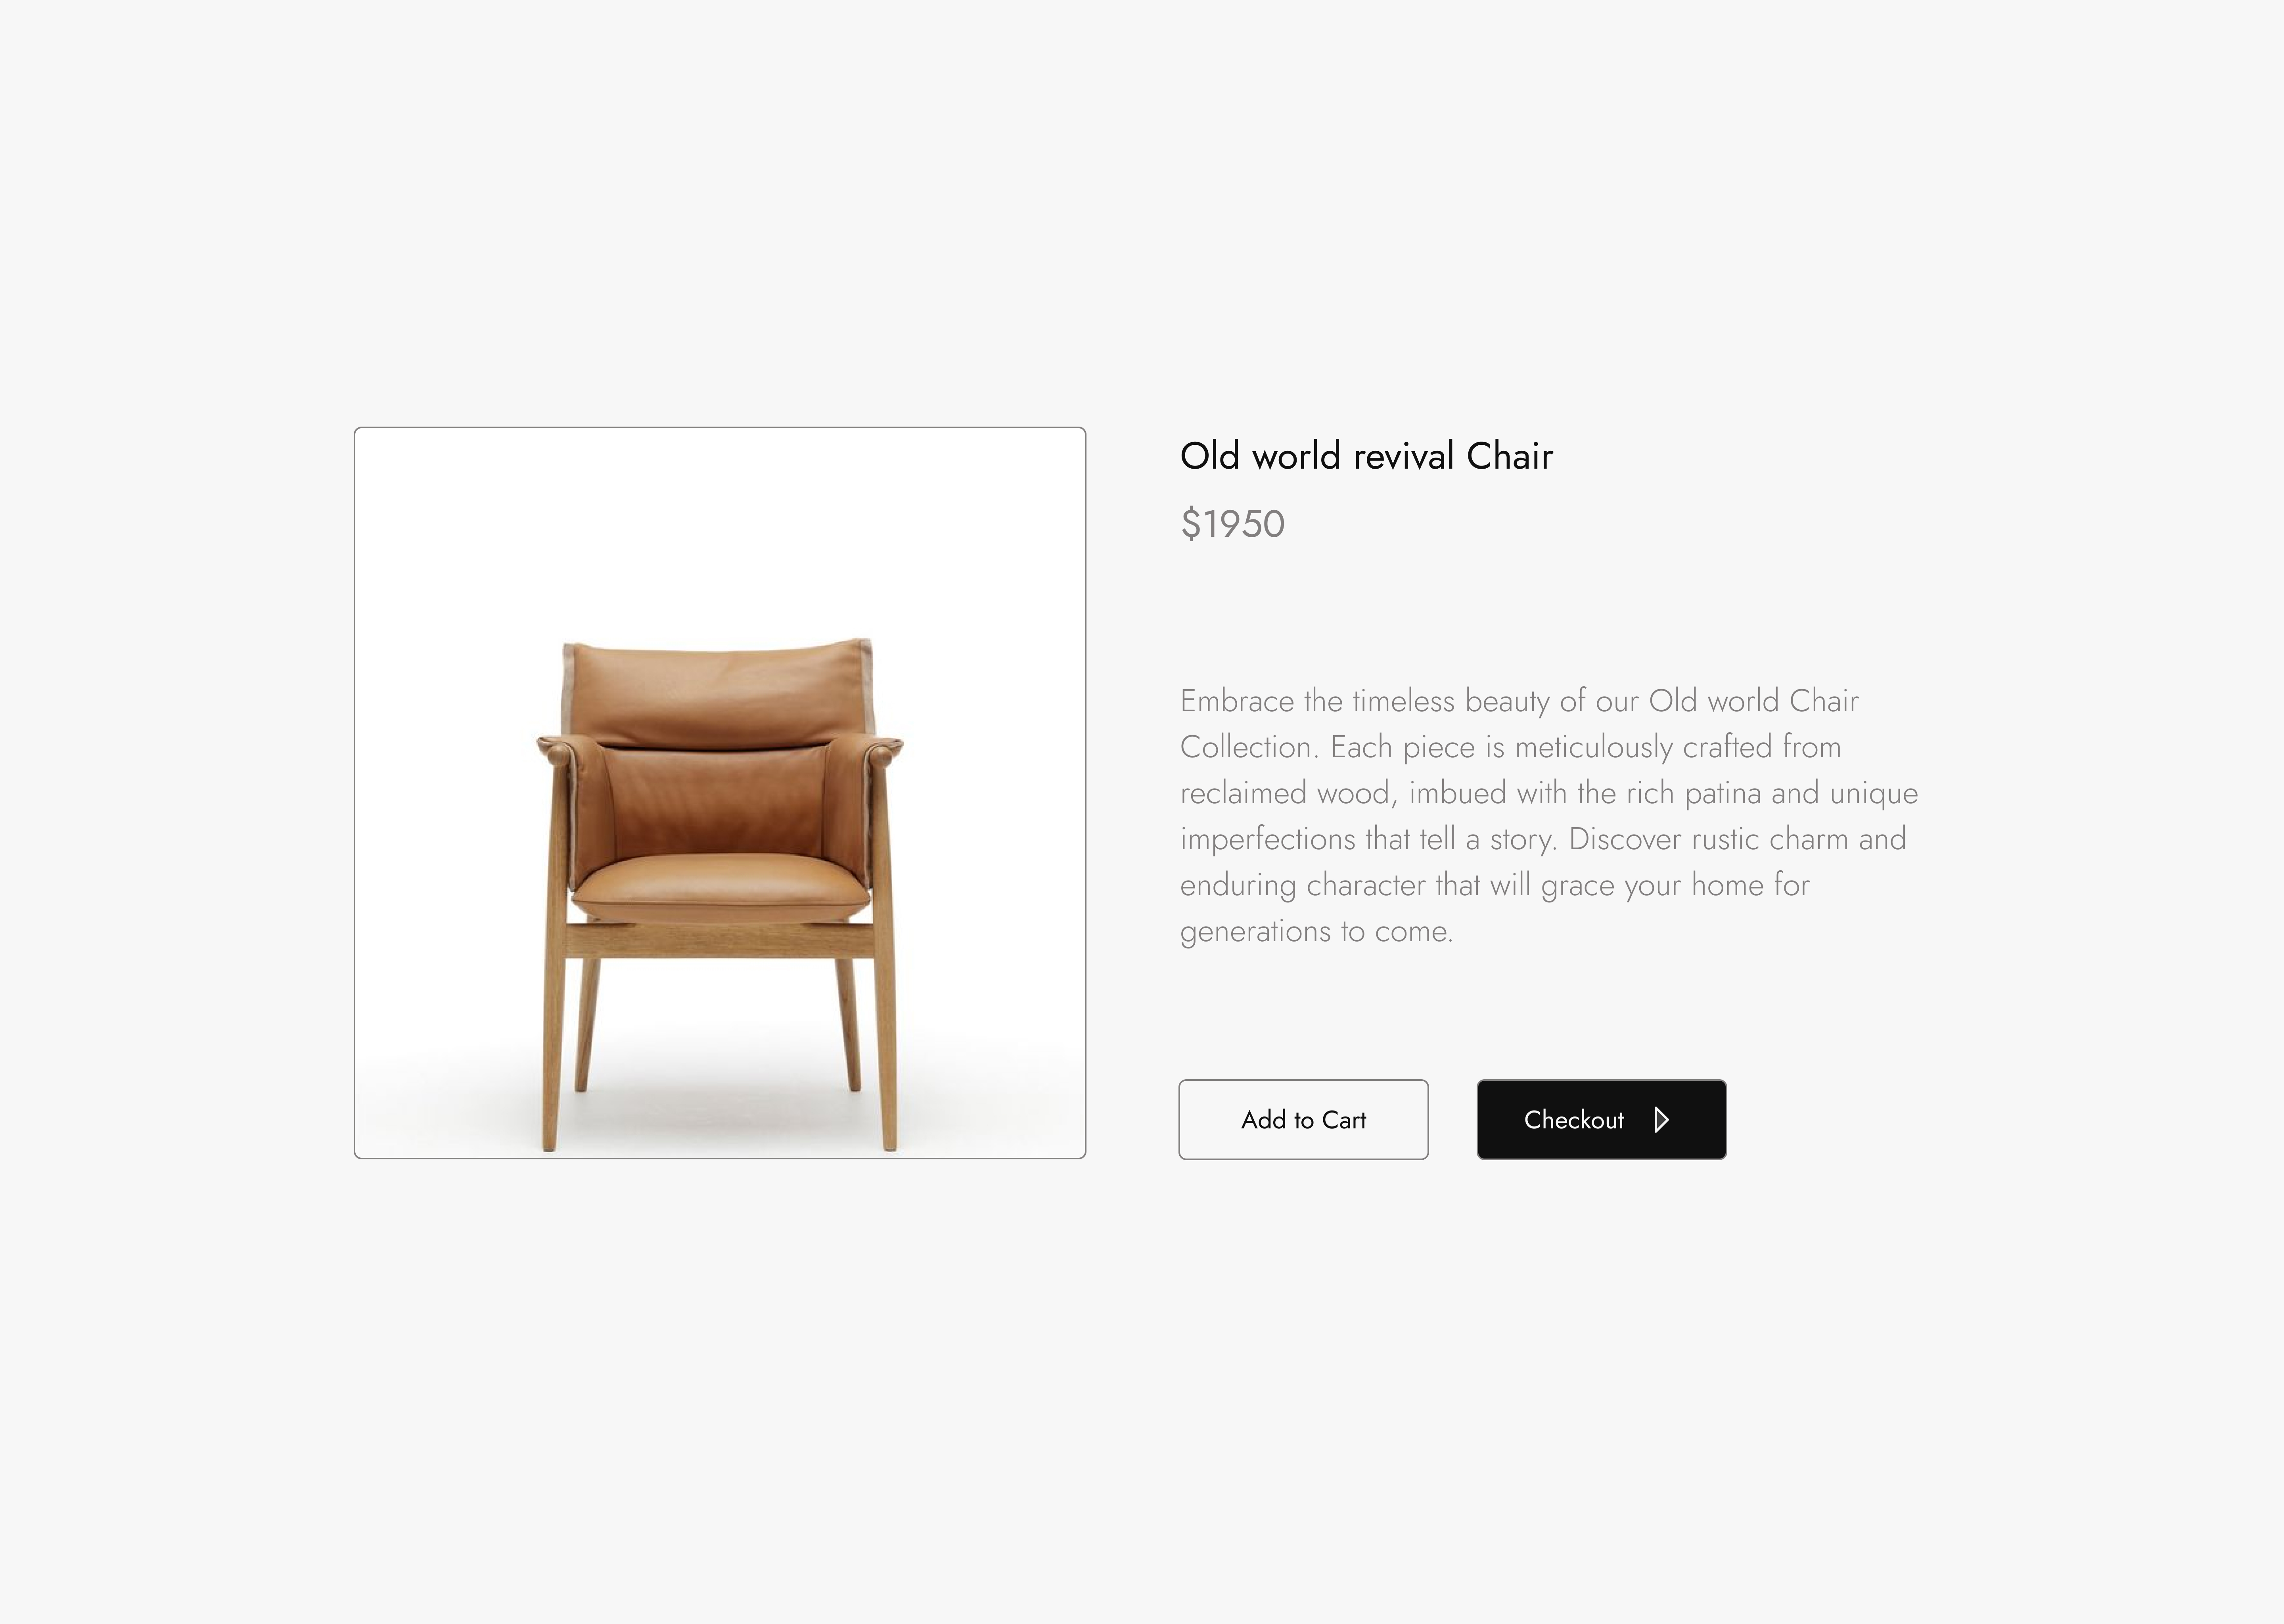 Old world revival Chair
$1950
Embrace the timeless beauty of our Old world Chair
Collection. Each piece is meticulously crafted from
reclaimed wood, imbued with the rich patina and unique
imperfections that tell a story. Discover rustic charm and
enduring character that will grace your home for
generations to come.
Add to Cart
Checkout